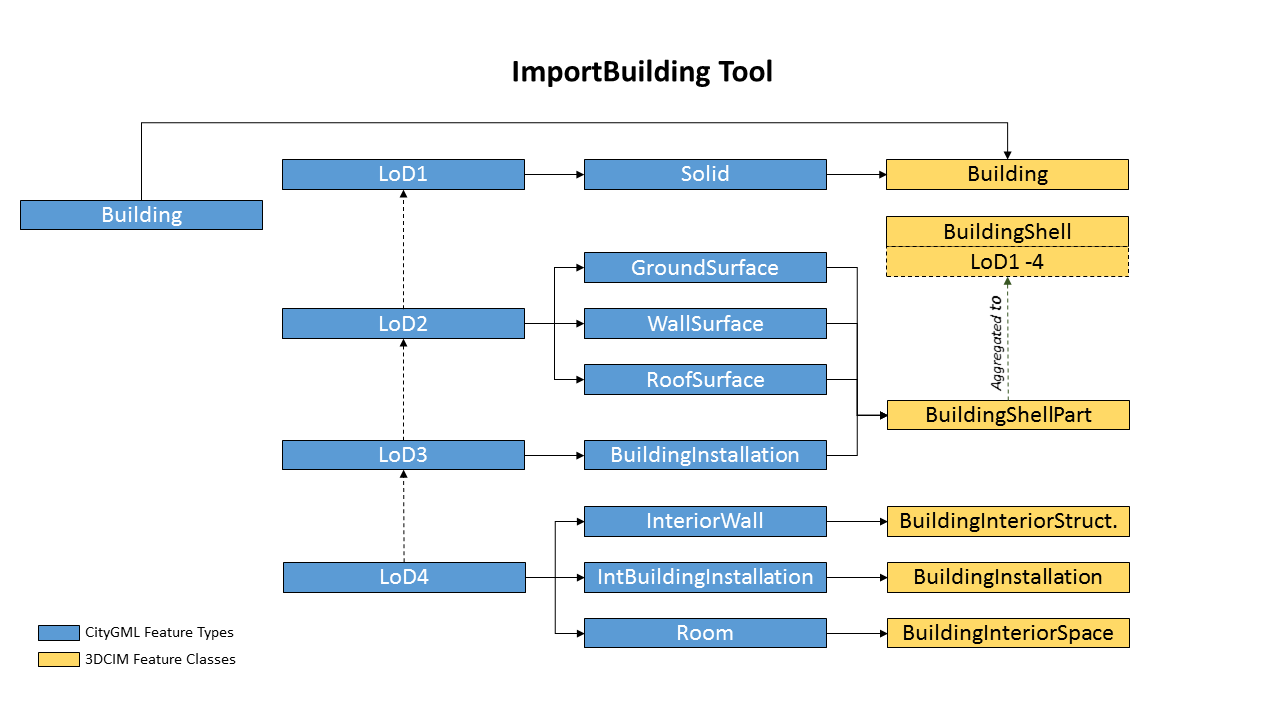 ImportBuilding Tool
LoD1
Solid
Building
Building
BuildingShell
LoD1 -4
GroundSurface
LoD2
WallSurface
RoofSurface
Aggregated to
BuildingShellPart
LoD3
BuildingInstallation
InteriorWall
BuildingInteriorStruct.
LoD4
IntBuildingInstallation
BuildingInstallation
Room
BuildingInteriorSpace
CityGML Feature Types
3DCIM Feature Classes